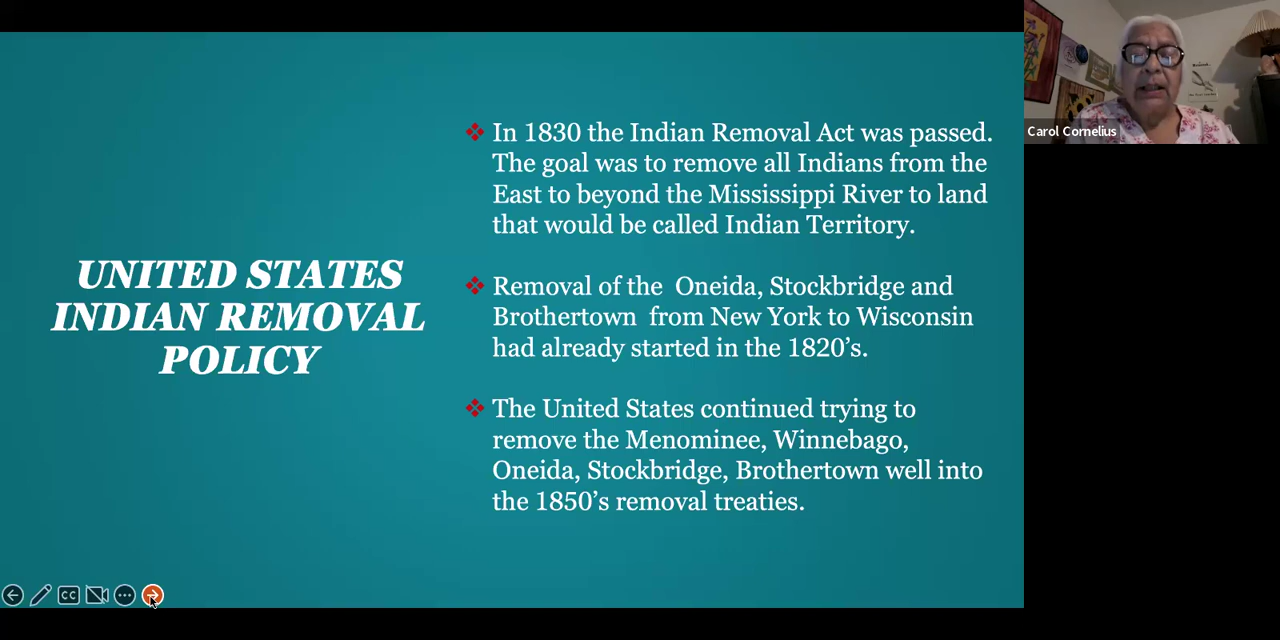 UNITED STATES
INDIAN REMOVAL
POLICY
❖ In 1830 the Indian Removal Act was passed.
The goal was to remove all Indians from the
East to beyond the Mississippi River to land
that would be called Indian Territory.
❖ Removal of the  Oneida, Stockbridge and
Brothertown  from New York to Wisconsin
had already started in the 1820’s.
❖ The United States continued trying to
remove the Menominee, Winnebago,
Oneida, Stockbridge, Brothertown well into
the 1850’s removal treaties.
CC
Carol Cornelius